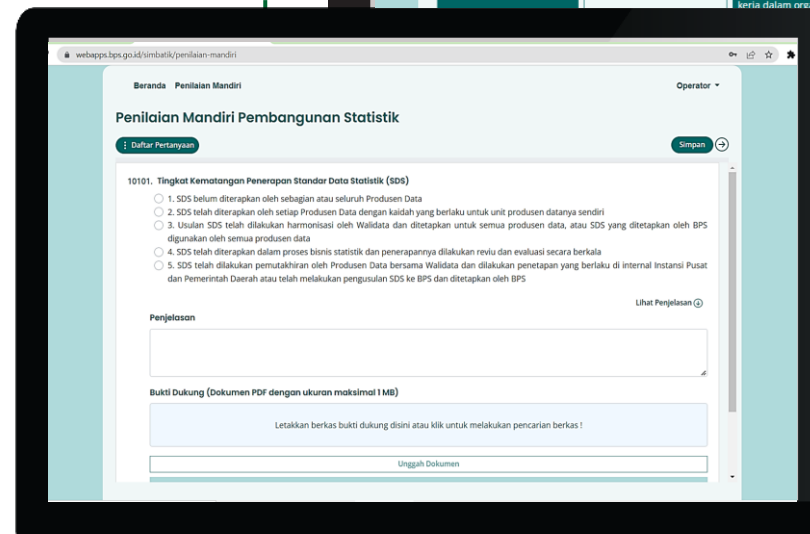 kerja dalam orga
webapps.bps.go.id/simbatik/penilaian-mandiri
Beranda Penilaian Mandiri Operator
Penilaian Mandiri Pembangunan Statistik
Daftar Pertanyaan Simpan
10101. Tingkat Kematangan Penerapan Standar Data Statistik (SDS)
1. SDS belum diterapkan oleh sebagian atau seluruh Produsen Data
2. SDS telah diterapkan oleh setiap Produsen Data dengan kaidah yang berlaku untuk unit produsen datanya sendiri
3. Usulan SDS telah dilakukan harmonisasi oleh Walidata dan ditetapkan untuk semua produsen data, atau SDS yang ditetapkan oleh BPS
digunakan oleh semua produsen data
4. SDS telah diterapkan dalam proses bisnis statistik dan penerapannya dilakukan reviu dan evaluasi secara berkala
5. SDS telah dilakukan pemutakhiran oleh Produsen Data bersama Walidata dan dilakukan penetapan yang berlaku di internal Instansi Pusat
dan Pemerintah Daerah atau telah melakukan pengusulan SDS ke BPS dan ditetapkan oleh BPS
Lihat Penjelasan
Penjelasan
Bukti Dukung (Dokumen PDF dengan ukuran maksimal 1 MB)
Letakkan berkas bukti dukung disini atau klik untuk melakukan pencarian berkas !
Unggah Dokumen